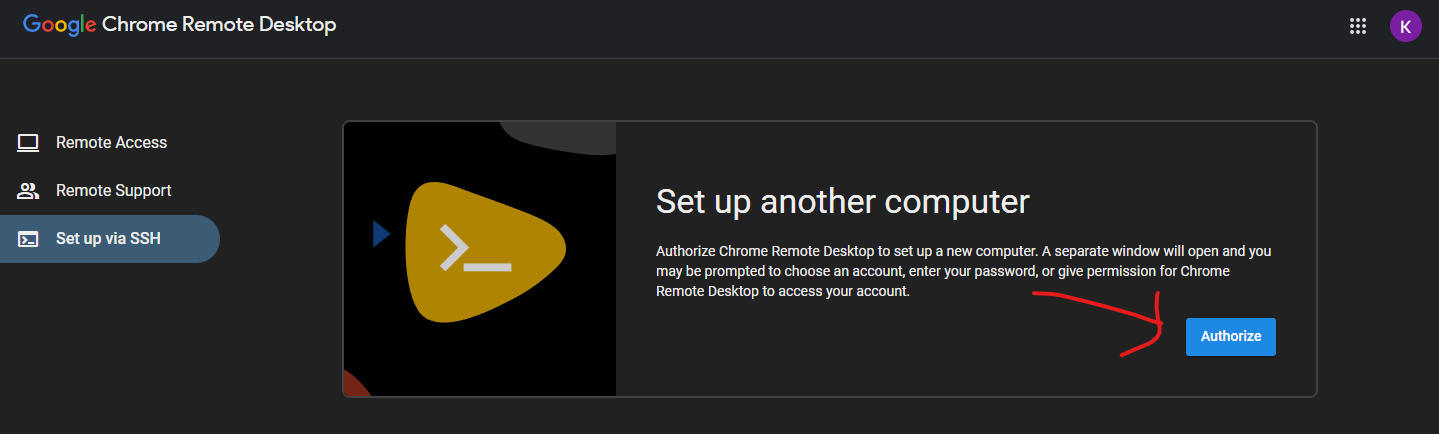 Google Chrome Remote Desktop
K
Remote Access
Remote Support
Set up via SSH
Set up another computer
Authorize Chrome Remote Desktop to set up a new computer. A separate window will open and you
may be prompted to choose an account, enter your password, or give permission for Chrome
Remote Desktop to access your account.
Authorize